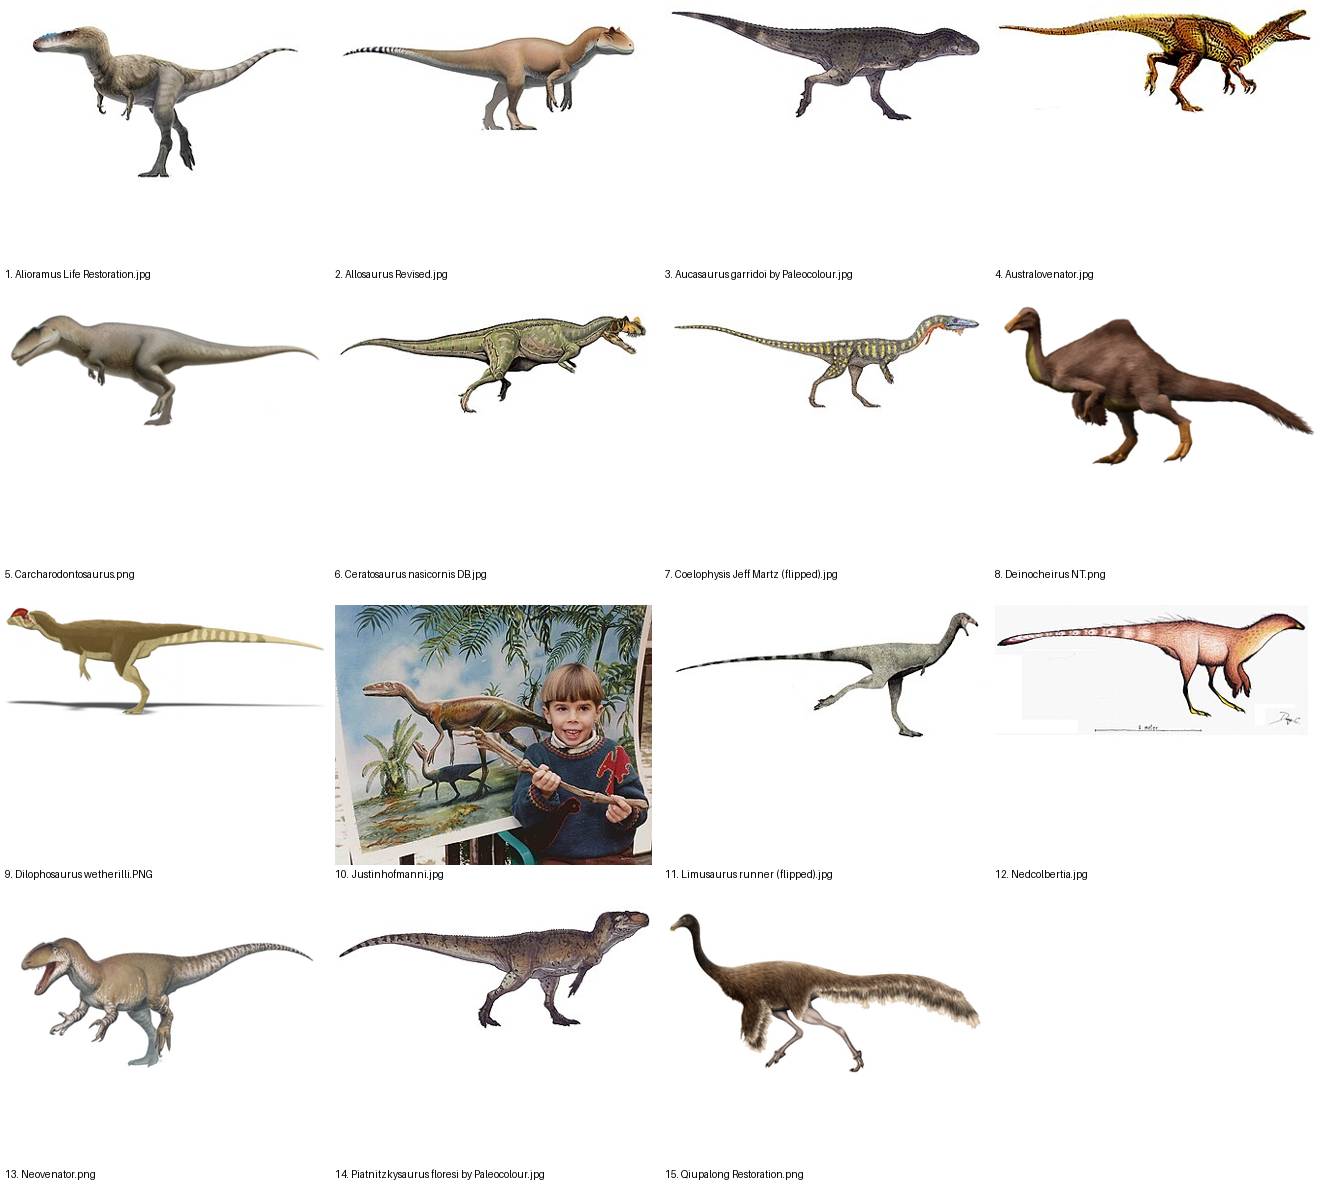 1. Alioramus Life Restoration.jpg
2. Allosaurus Revised.jpg
3. Aucasaurus garridoi by Paleocolour.jpg
4. Australovenator.jpg
5. Carcharodontosaurus.png
6. Ceratosaurus nasicornis DB.jpg
7. Coelophysis Jeff Martz (flipped).jpg
8. Deinocheirus NT.png
9. Dilophosaurus wetherilli.PNG
10. Justinhofmanni.jpg
11. Limusaurus runner (flipped).jpg
12. Nedcolbertia.jpg
13. Neovenator.png
14. Piatnitzkysaurus floresi by Paleocolour.jpg
15. Qiupalong Restoration.png